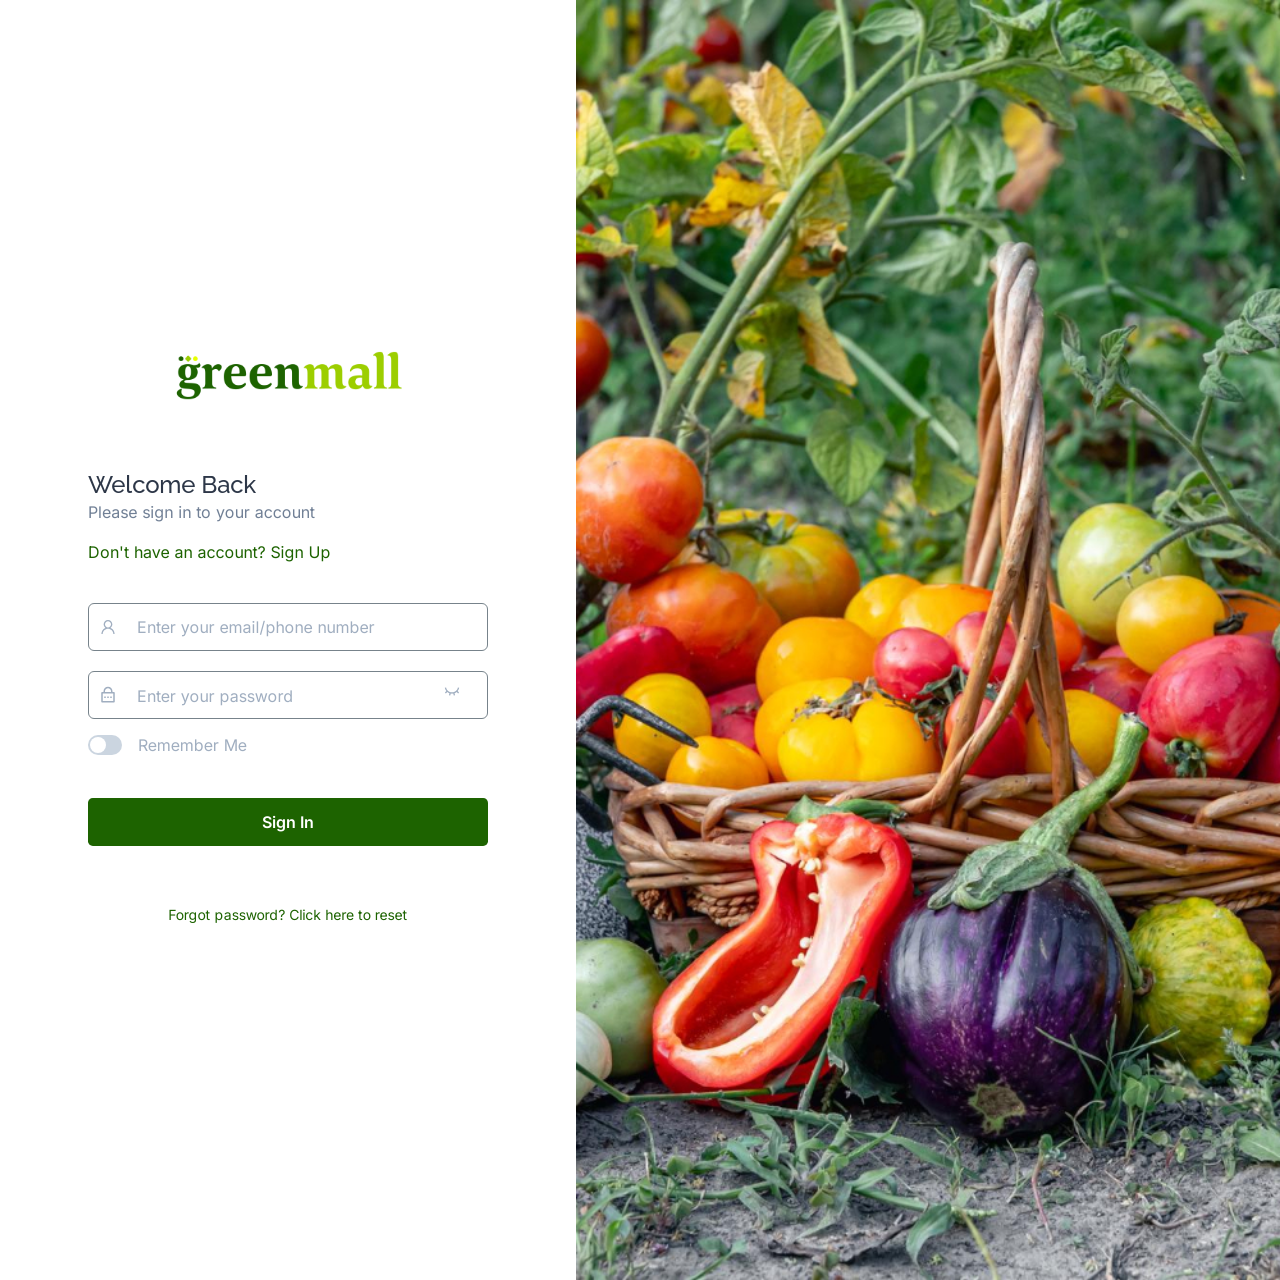 greenmall
Welcome Back
Please sign in to your account
Don't have an account? Sign Up
Enter your email/phone number
Enter your password
Remember Me
Sign In
Forgot password? Click here to reset